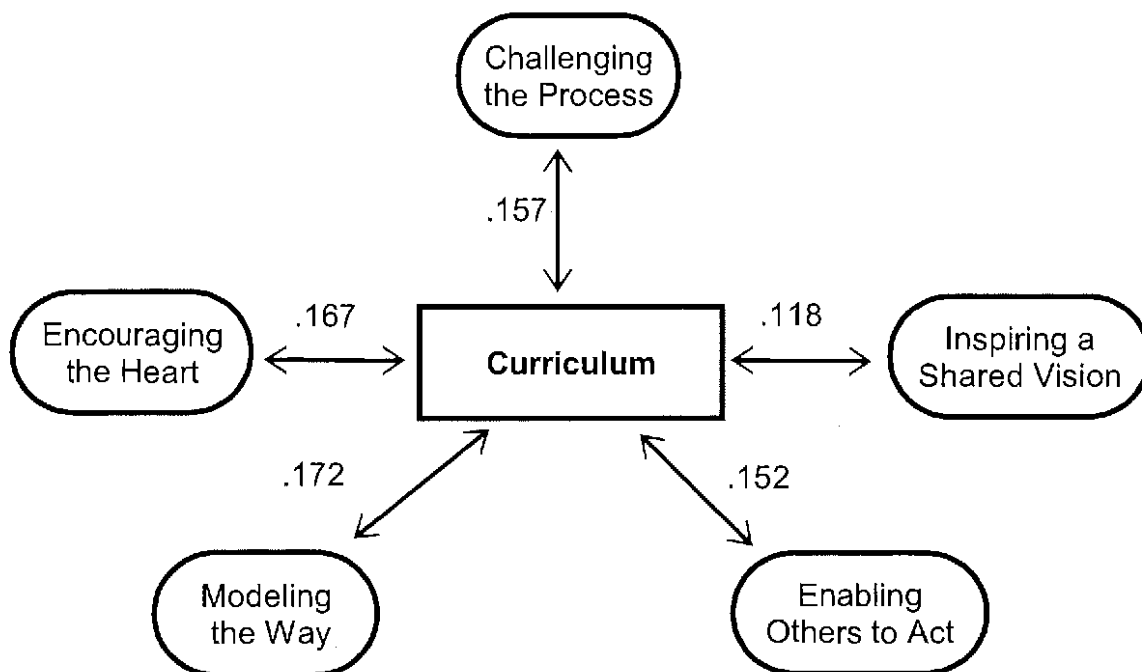 Challenging
the Process
.157
Encouraging
the Heart
.167
Curriculum
.118
Inspiring a
Shared Vision
.172
.152
Modeling
the Way
Enabling
Others to Act